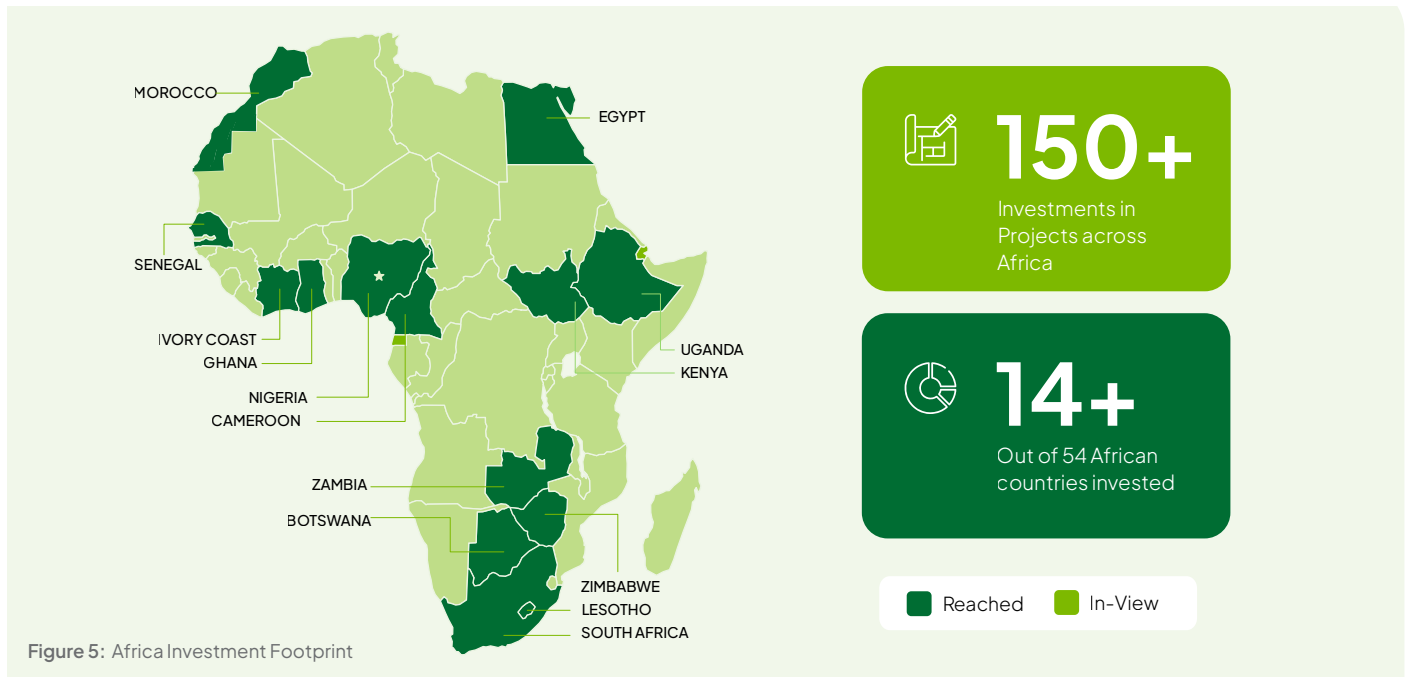 MOROCCO
EGYPT
SENEGAL
IVORY COAST
GHANA
NIGERIA
CAMEROON
UGANDA
KENYA
ZAMBIA
BOTSWANA
ZIMBABWE
LESOTHO
SOUTH AFRICA
150+
Investments in
Projects across
Africa
14+
Out of 54 African
countries invested
Reached
In-View
Figure 5: Africa Investment Footprint